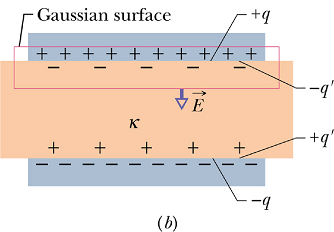 Gaussian surface
+q
+ + + + + + + + + + + +
− − − − −
−q′
E
κ
+q′
+ + + + +
− − − − − − − − − − − −
−q
(b)